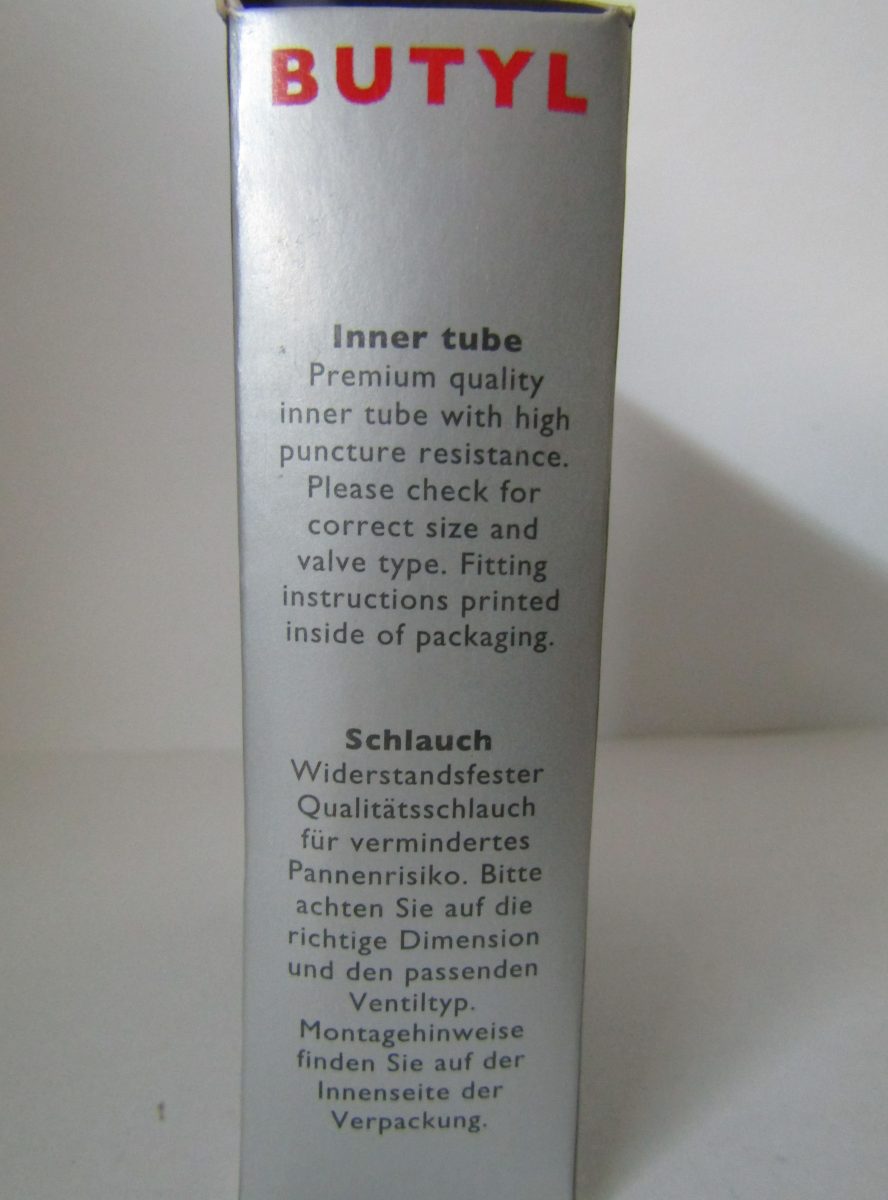 BUTYL
Inner tube
Premium quality
inner tube with high
puncture resistance.
Please check for
correct size and
valve type. Fitting
instructions printed
inside of packaging.
Schlauch
Widerstandsfester
Qualitätsschlauch
für vermindertes
Pannenrisiko. Bitte
achten Sie auf die
richtige Dimension
und den passenden
Ventiltyp.
Montagehinweise
finden Sie auf der
Innenseite der
Verpackung.